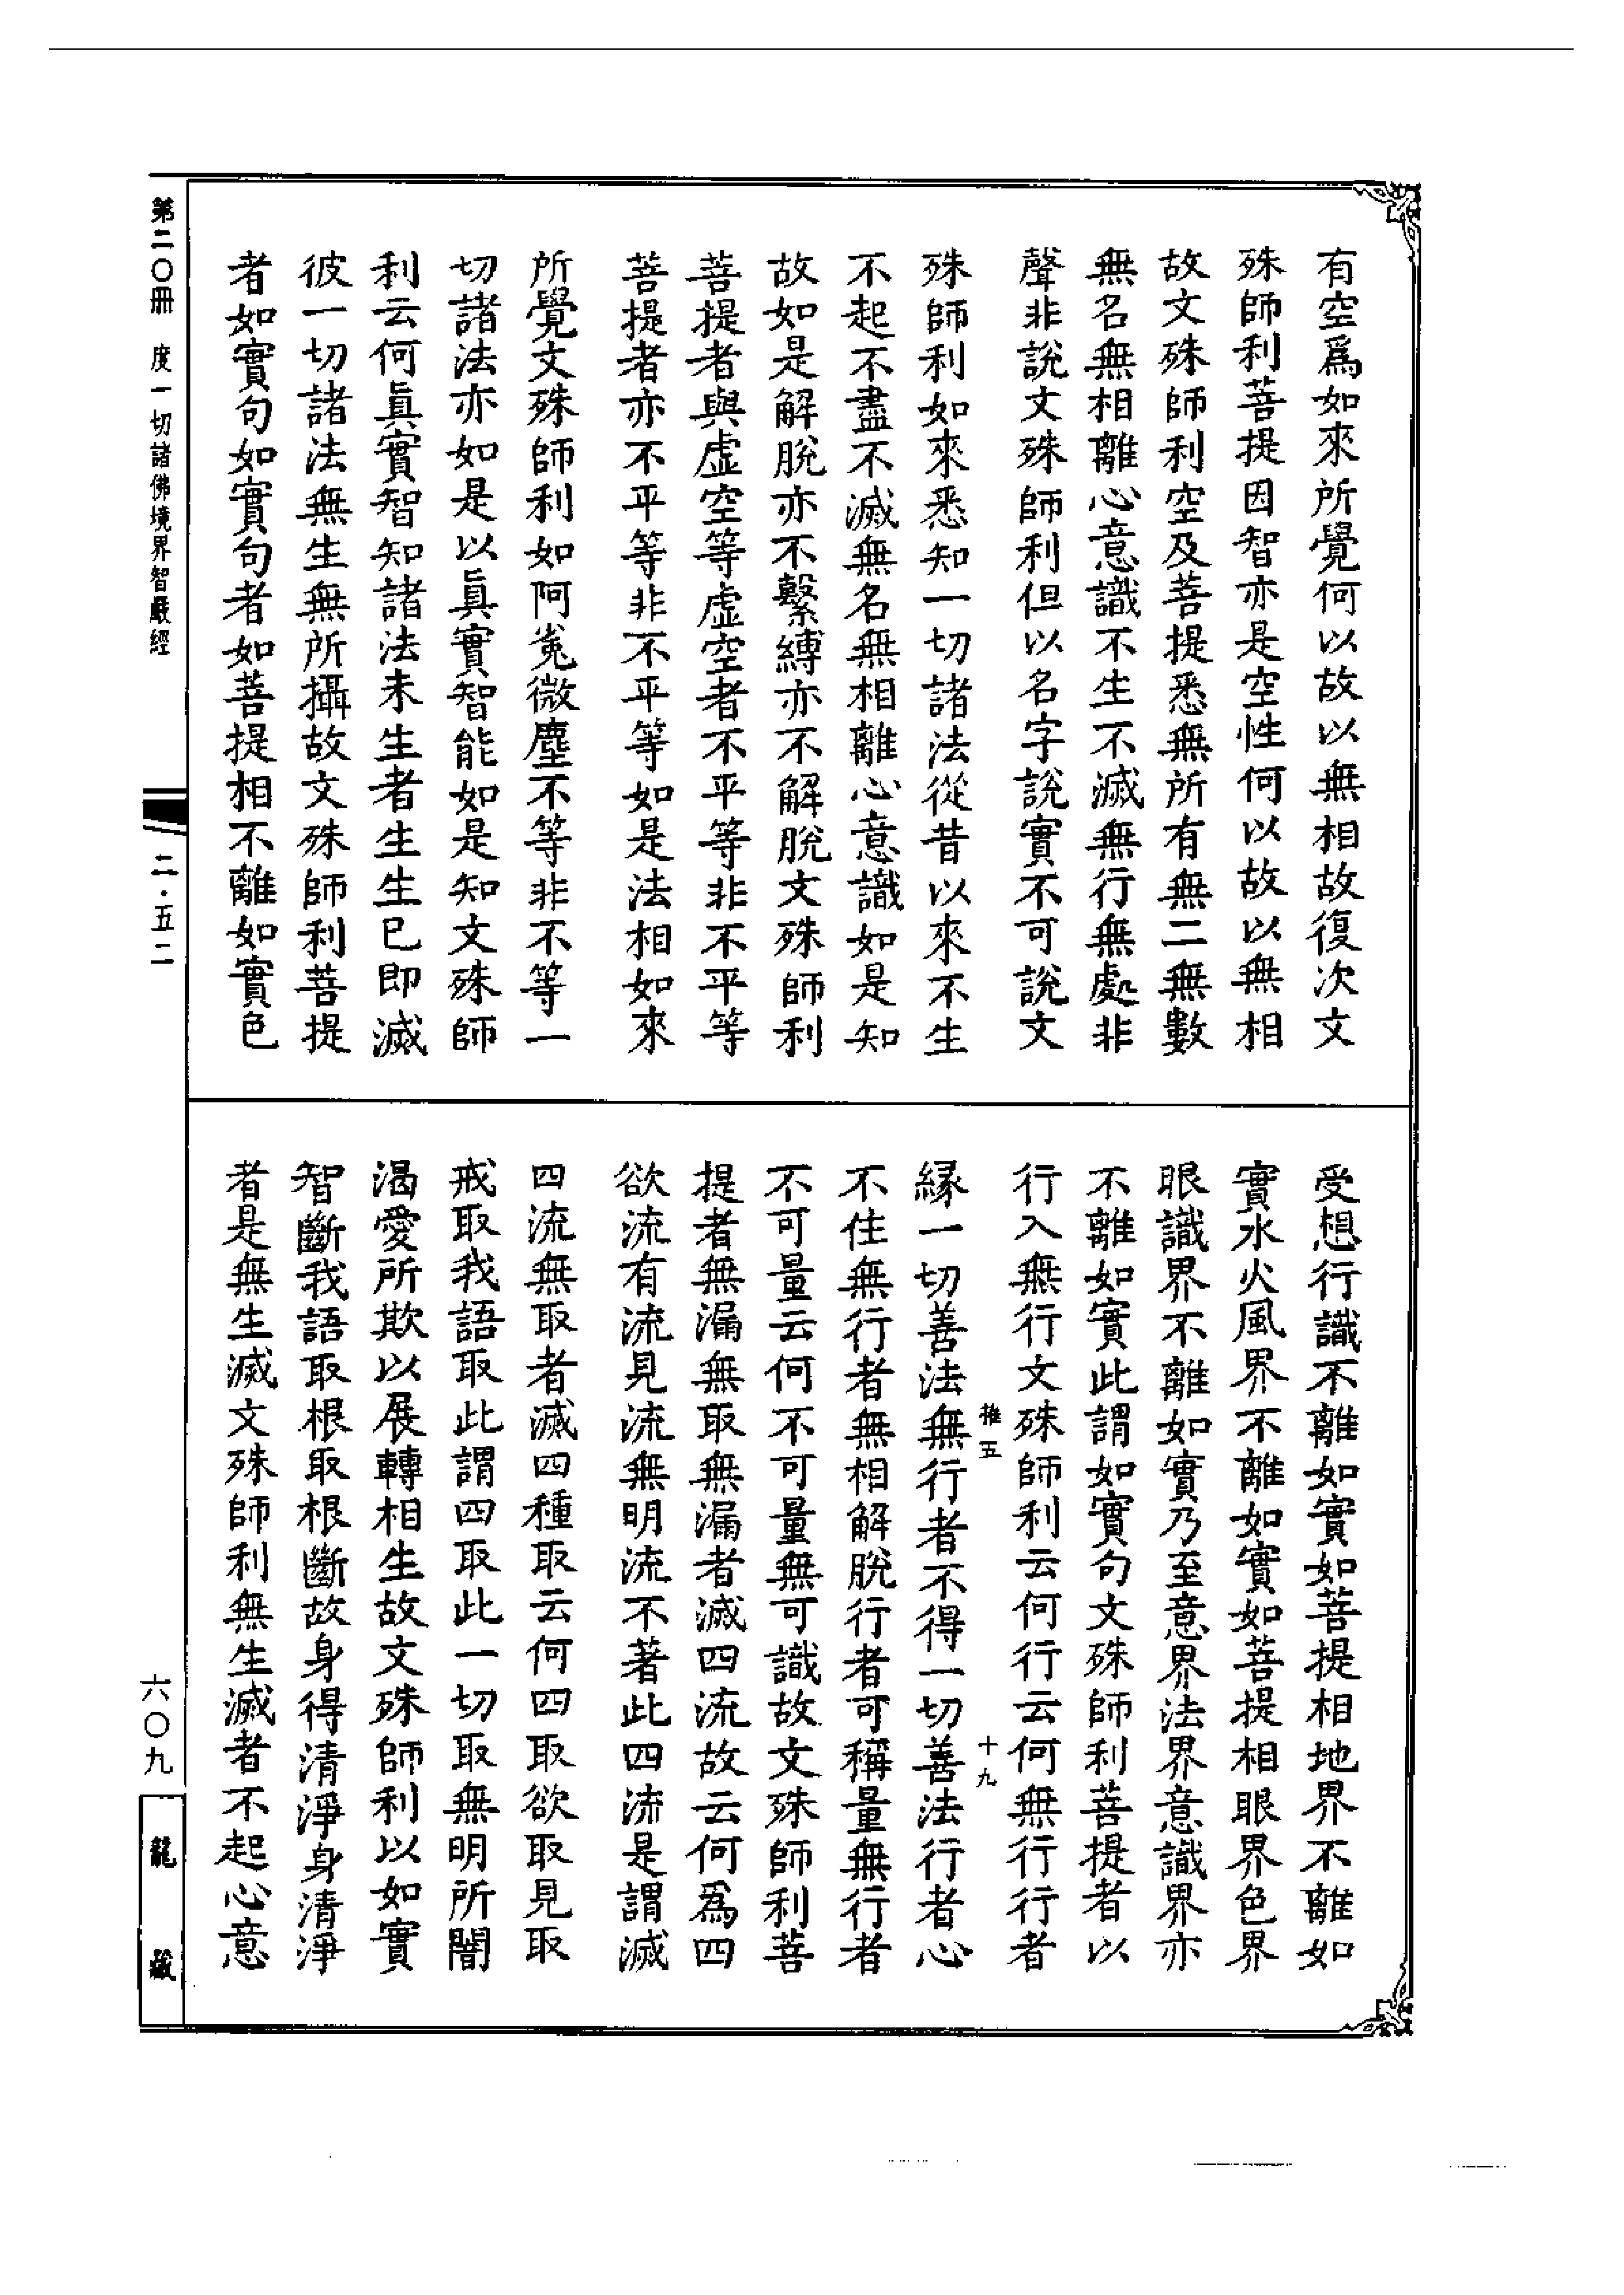 有空爲如來所覺何以故以無相故復次文
殊師利菩提因智亦是空性何以故以無相
故文殊師利空及菩提悉無所有無二無數
無名無相離心意識不生不滅無行無處非
聲非說文殊師利但以名字說實不可說文
殊師利如來悉知一切諸法從昔以來不生
不起不盡不滅無名無相離心意識如是知
故如是解脫亦不繫縛亦不解脫文殊師利
菩提者與虛空等虛空者不平等非不平等
菩提者亦不平等非不平等如是法相如來
所覺文殊師利如阿㝹微塵不等非不等一
切諸法亦如是以眞實智能如是知文殊師
利云何眞實智知諸法未生者生生已即滅
彼一切諸法無生無所攝故文殊師利菩提
者如實句如實句者如菩提相不離如實色
受想行識不離如實如菩提相地界不離如
實水火風界不離如實如菩提相眼界色界
眼識界不離如實乃至意界法界意識界亦
不離如實此謂如實句文殊師利菩提者以
行入無行文殊師利云何行云何無行行者
緣一切善法無行者不得一切善法行者心
不住無行者無相解脫行者可稱量無行者
不可量云何不可量無可識故文殊師利菩
提者無漏無取無漏者滅四流故云何爲四
欲流有流見流無明流不著此四流是謂滅
四流無取者滅四種取云何四取欲取見取
戒取我語取此謂四取此一切取無明所闇
渴愛所欺以展轉相生故文殊師利以如實
智斷我語取根取根斷故身得清淨身清淨
者是無生滅文殊師利無生滅者不起心意
推五
十九
第二〇冊　度一切諸佛境界智嚴經
二·五二
六〇九
龍藏